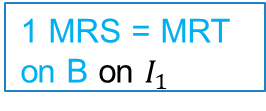 1 MRS = MRT
on B on I₁